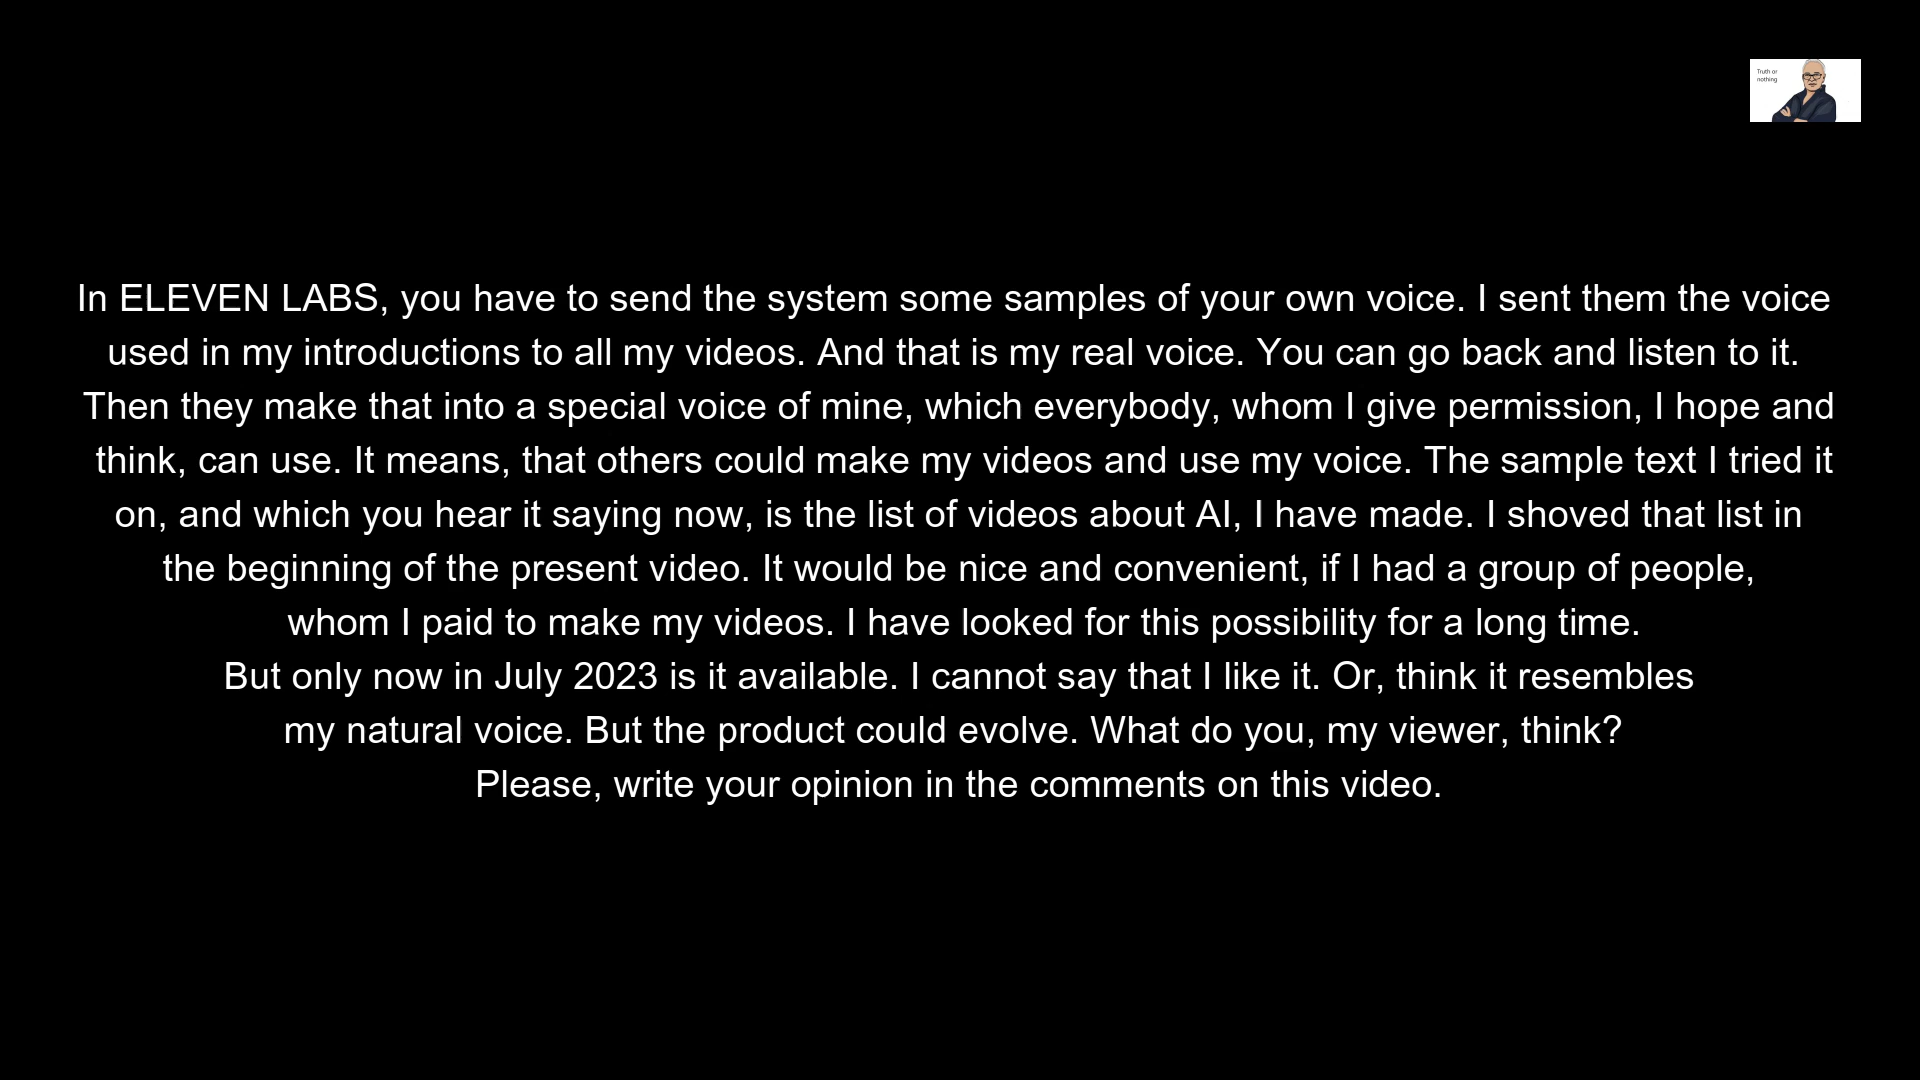 Truth or
nothing
In ELEVEN LABS, you have to send the system some samples of your own voice. I sent them the voice
used in my introductions to all my videos. And that is my real voice. You can go back and listen to it.
Then they make that into a special voice of mine, which everybody, whom I give permission, I hope and
think, can use. It means, that others could make my videos and use my voice. The sample text I tried it
on, and which you hear it saying now, is the list of videos about AI, I have made. I shoved that list in
the beginning of the present video. It would be nice and convenient, if I had a group of people,
whom I paid to make my videos. I have looked for this possibility for a long time.
But only now in July 2023 is it available. I cannot say that I like it. Or, think it resembles
my natural voice. But the product could evolve. What do you, my viewer, think?
Please, write your opinion in the comments on this video.